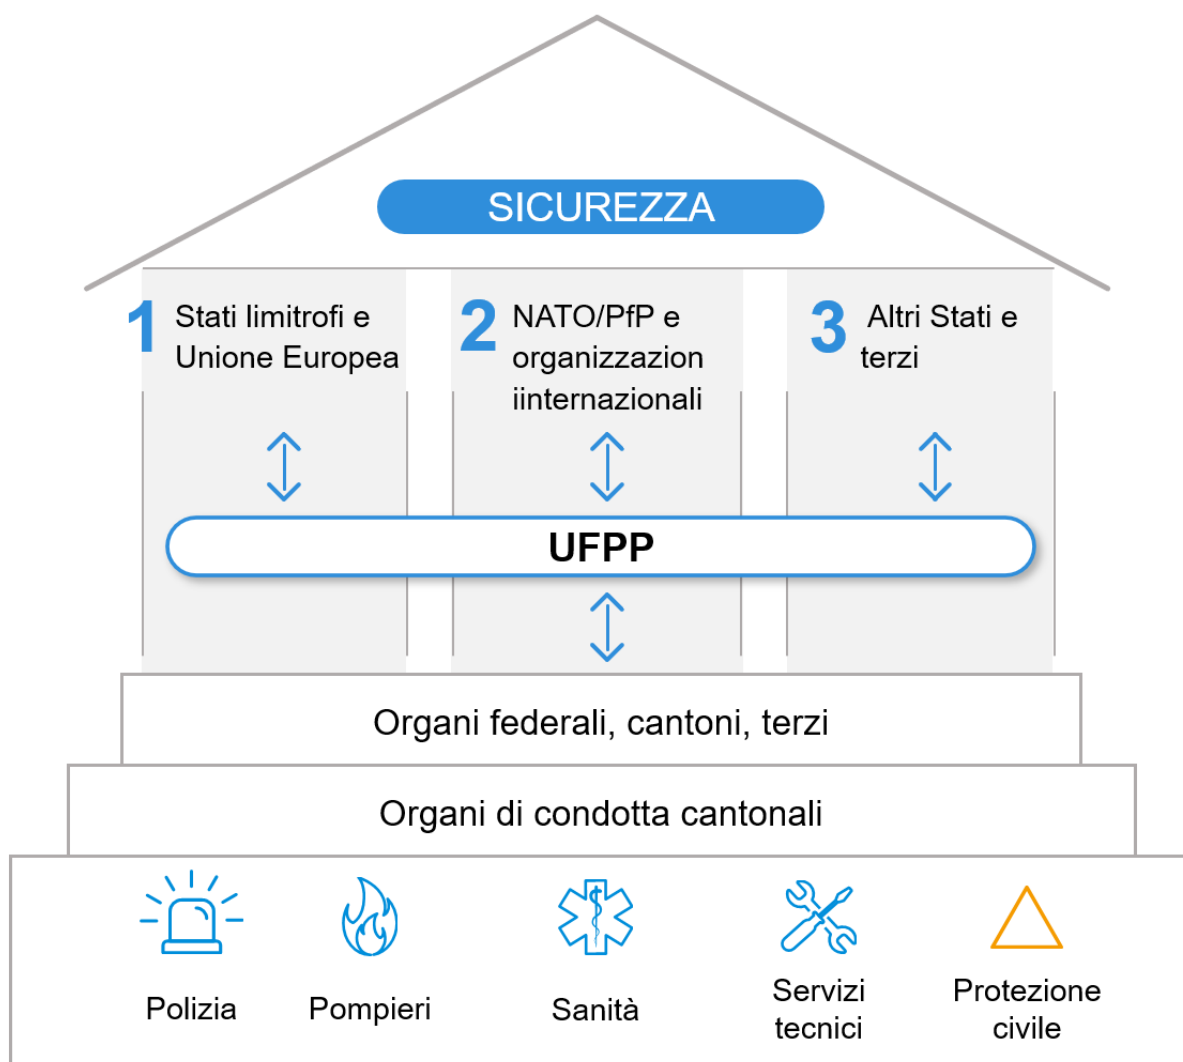 SICUREZZA
1
Stati limitrofi e
Unione Europea
2
NATO/PfP e
organizzazion
iinternazionali
3
Altri Stati e
terzi
UFPP
Organi federali, cantoni, terzi
Organi di condotta cantonali
Polizia
Pompieri
Sanità
Servizi
tecnici
Protezione
civile